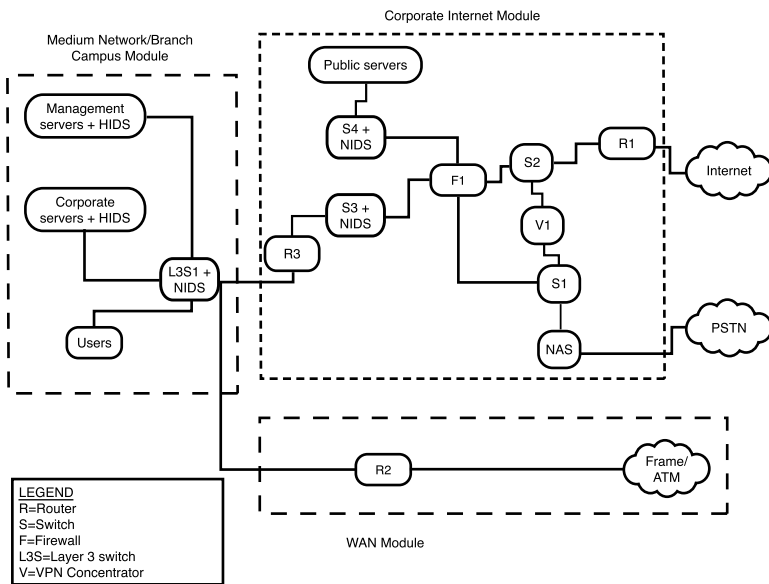 Corporate Internet Module
Medium Network/Branch
Campus Module
Public servers
Management
servers + HIDS
S4 +
NIDS
R1
S2
Internet
F1
Corporate
servers + HIDS
S3 +
NIDS
V1
R3
L3S1 +
NIDS
S1
PSTN
Users
NAS
R2
Frame/
ATM
LEGEND
R=Router
S=Switch
F=Firewall
L3S=Layer 3 switch
V=VPN Concentrator
WAN Module